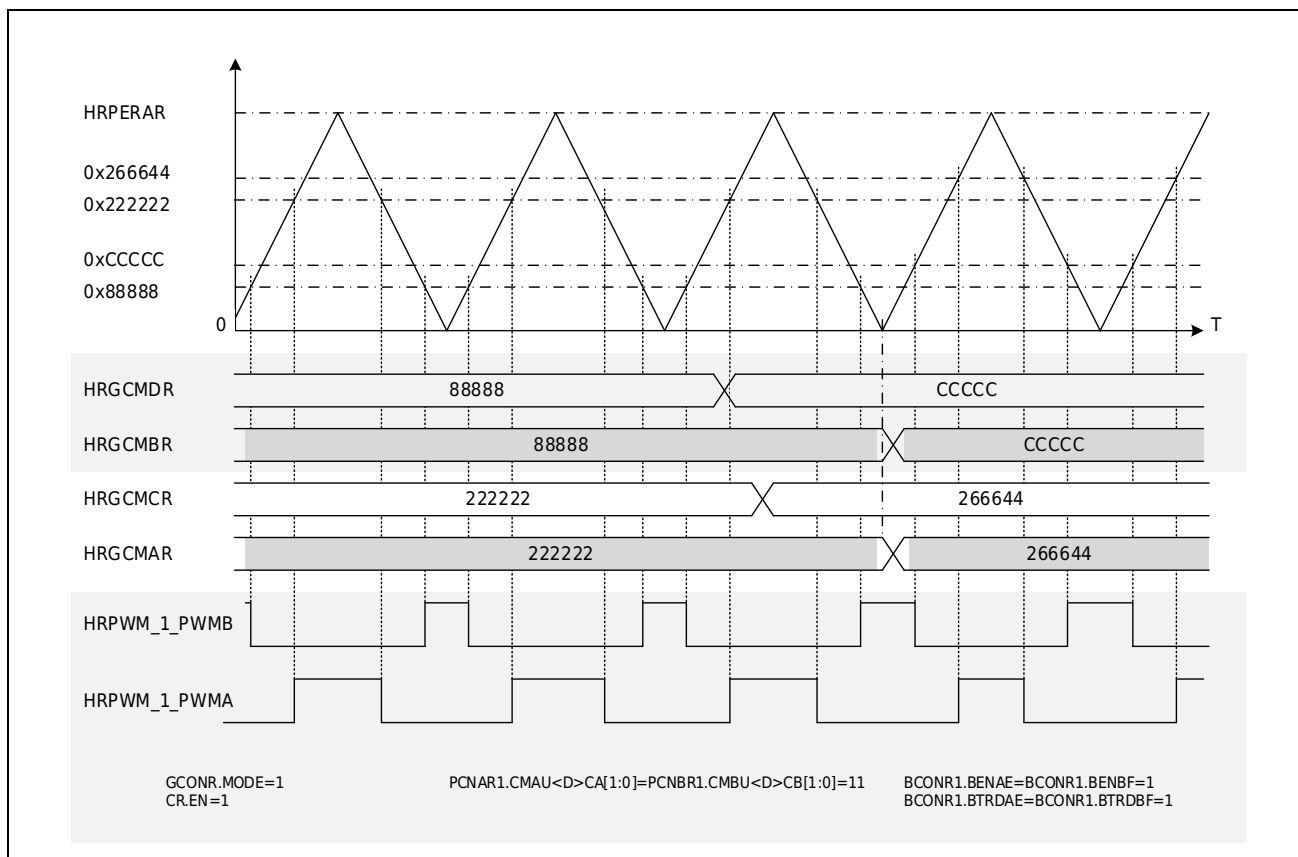 HRPERAR
0x266644
0x222222
0xCCCCC
0x88888
0 T
HRGCMDR 88888 CCCCC
HRGCMBR 88888 CCCCC
HRGCMCR 222222 266644
HRGCMAR 222222 266644
HRPWM_1_PWMB
HRPWM_1_PWMA
GCONR.MODE=1 PCNAR1.CMAU<D>CA[1:0]=PCNBR1.CMBU<D>CB[1:0]=11 BCONR1.BENAE=BCONR1.BENBF=1
CR.EN=1 BCONR1.BTRDAE=BCONR1.BTRDBF=1